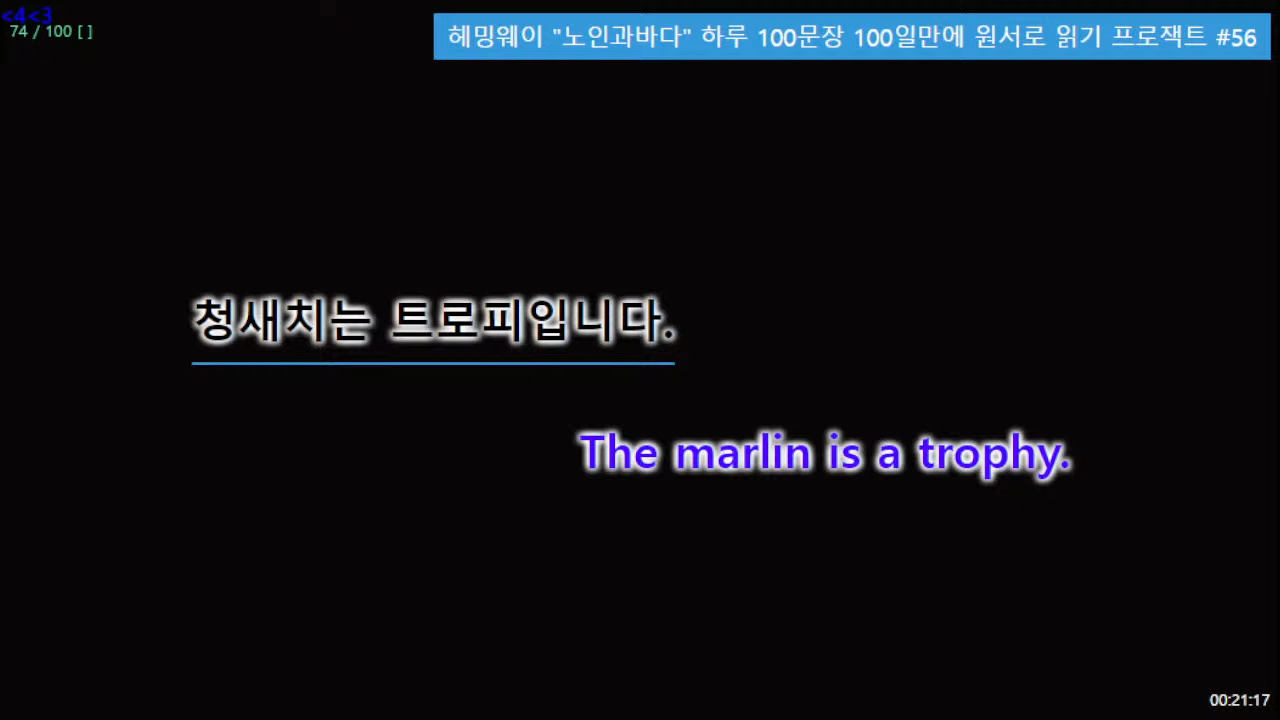 <4<3
74 / 100 [ ]
헤밍웨이 "노인과바다" 하루 100문장 100일만에 원서로 읽기 프로잭트 #56
청새치는 트로피입니다.
The marlin is a trophy.
00:21:17